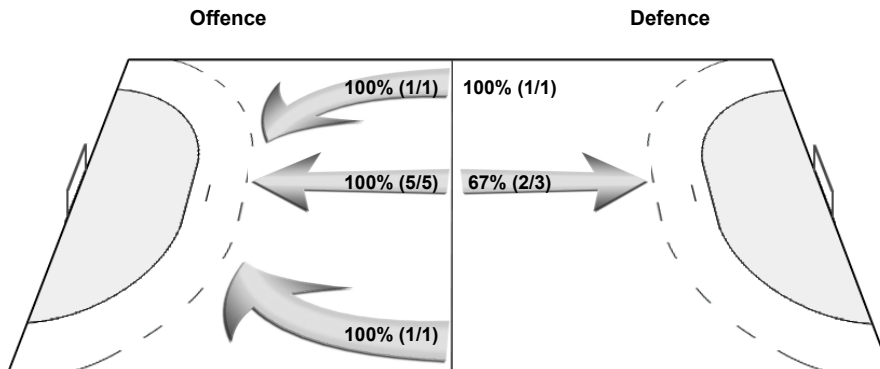 Offence Defence
100% (1/1) 100% (1/1)
100% (5/5) 67% (2/3)
100% (1/1)